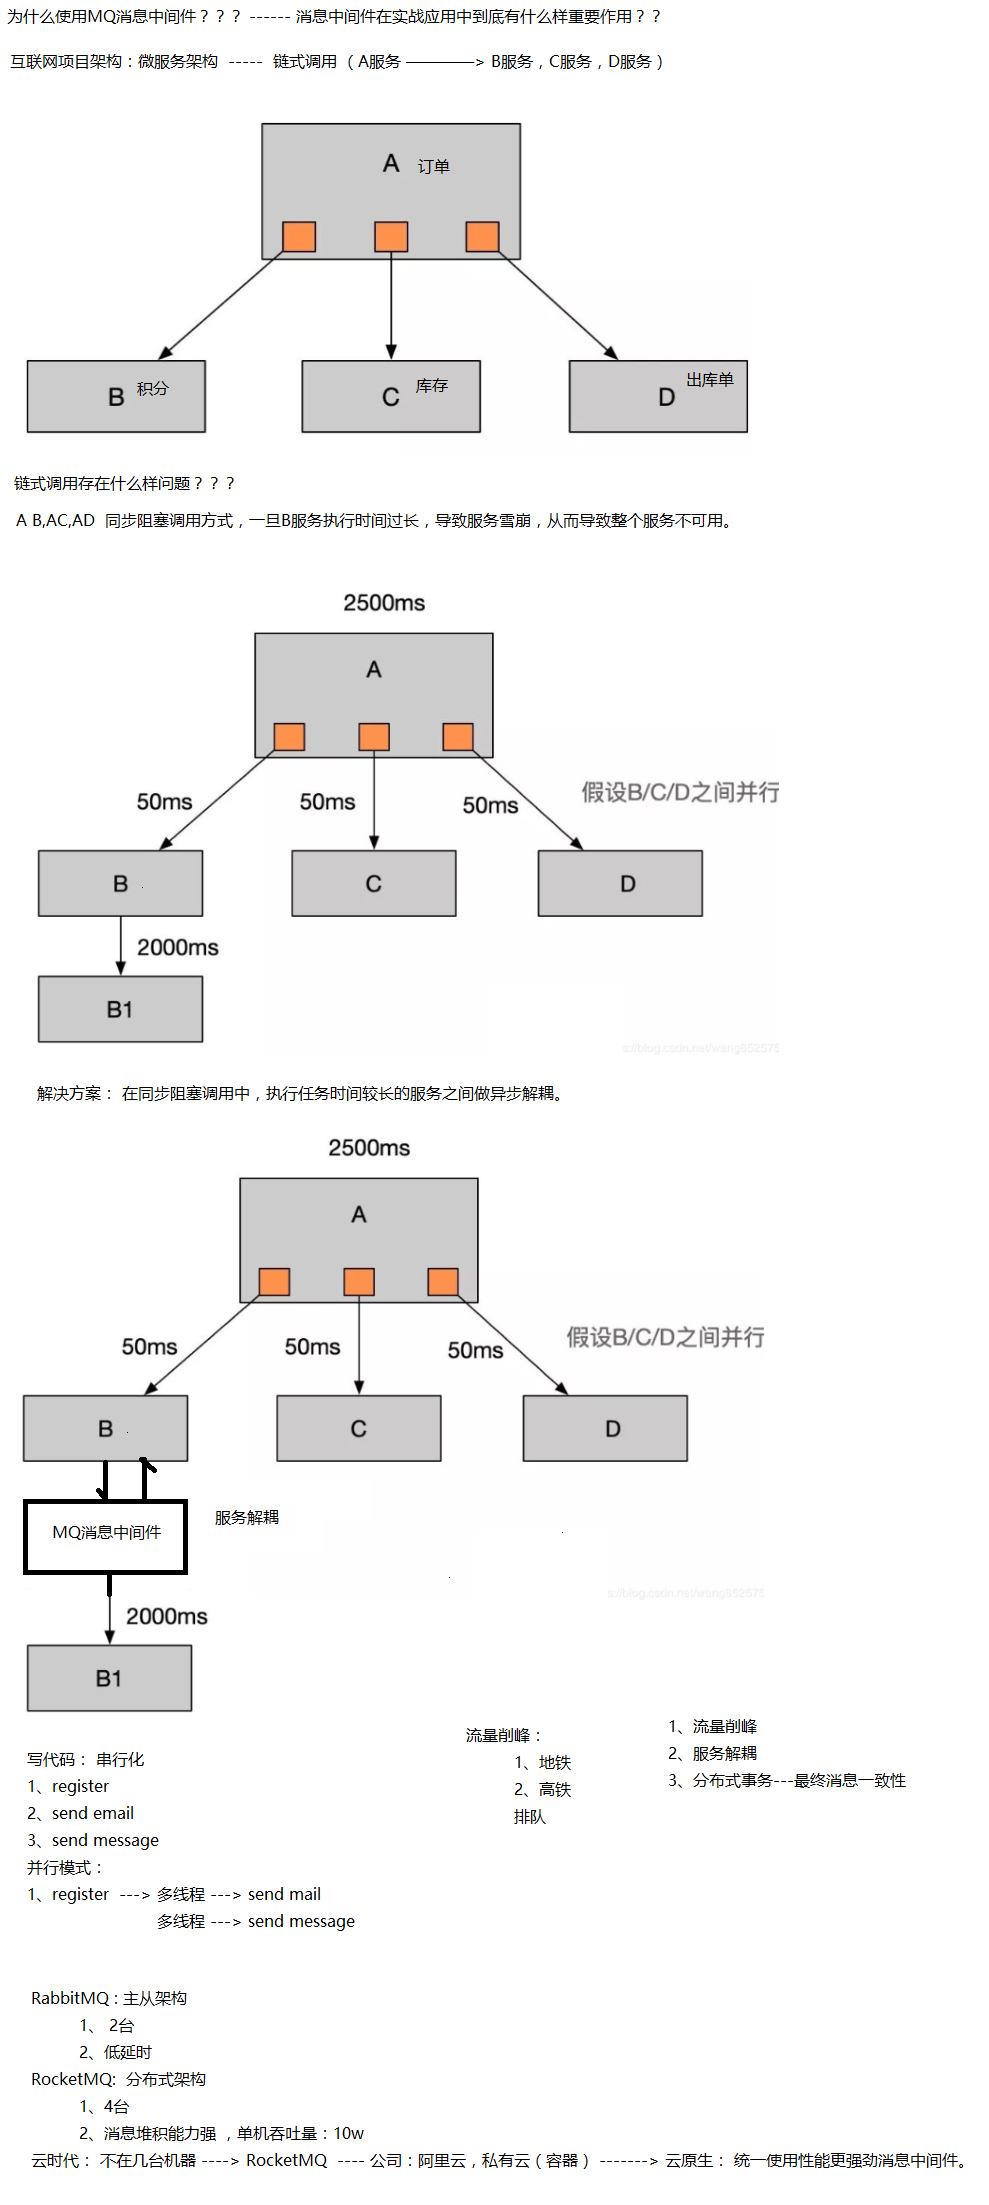 为什么使用MQ消息中间件？？？ ------ 消息中间件在实战应用中到底有什么样重要作用？？
互联网项目架构：微服务架构 ----- 链式调用（A服务 ————> B服务，C服务，D服务）
A 订单
B 积分
C 库存
D 出库单
链式调用存在什么样问题？？？
A B,AC,AD 同步阻塞调用方式，一旦B服务执行时间过长，导致服务雪崩，从而导致整个服务不可用。
2500ms
A
50ms
50ms
50ms
假设B/C/D之间并行
B
C
D
2000ms
B1
s://blog.csdn.net/wang852575
解决方案： 在同步阻塞调用中，执行任务时间较长的服务之间做异步解耦。
2500ms
A
50ms
50ms
50ms
假设B/C/D之间并行
B
C
D
MQ消息中间件
服务解耦
s://blog.csdn.net/wang852575
2000ms
B1
写代码： 串行化
1、register
2、send email
3、send message
并行模式：
1、register ---> 多线程 ---> send mail
多线程 ---> send message
流量削峰：
1、地铁
2、高铁
排队
1、流量削峰
2、服务解耦
3、分布式事务---最终消息一致性
RabbitMQ : 主从架构
1、 2台
2、低延时
RocketMQ: 分布式架构
1、4台
2、消息堆积能力强 ，单机吞吐量：10w
云时代： 不在几台机器 ----> RocketMQ ---- 公司：阿里云，私有云（容器） -------> 云原生： 统一使用性能更强劲消息中间件。